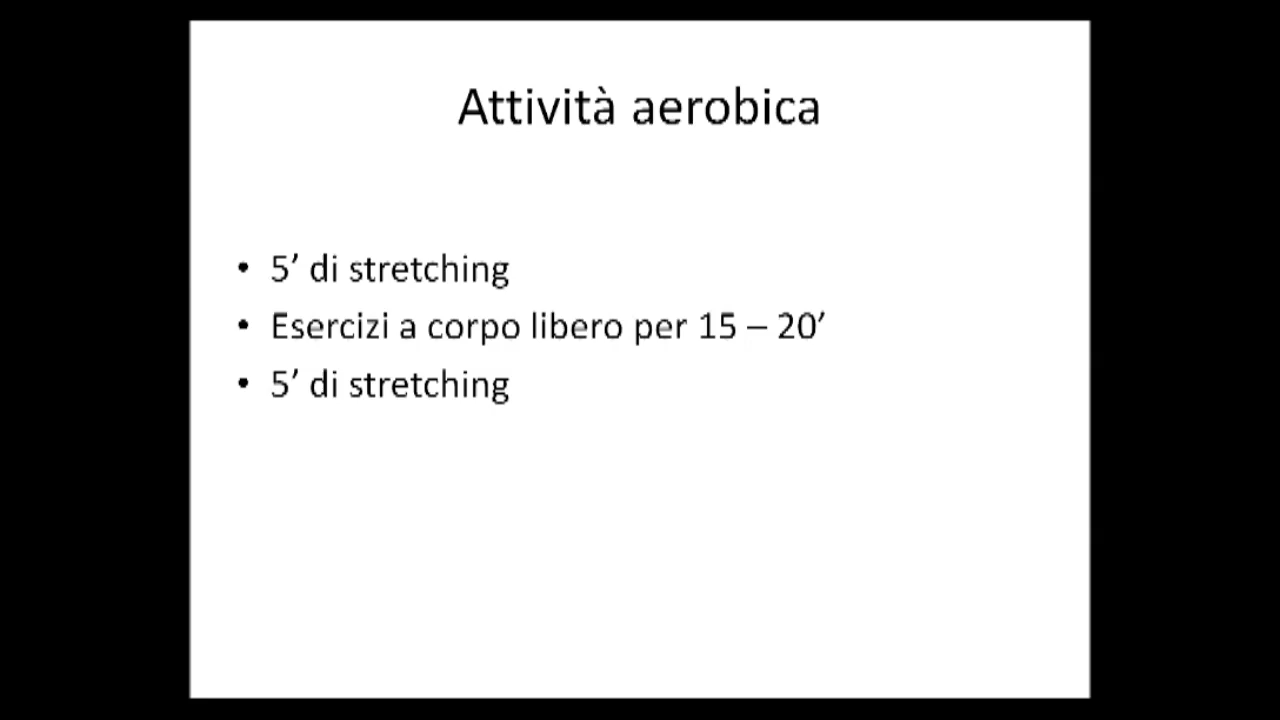 Attività aerobica
• 5’ di stretching
• Esercizi a corpo libero per 15 – 20’
• 5’ di stretching